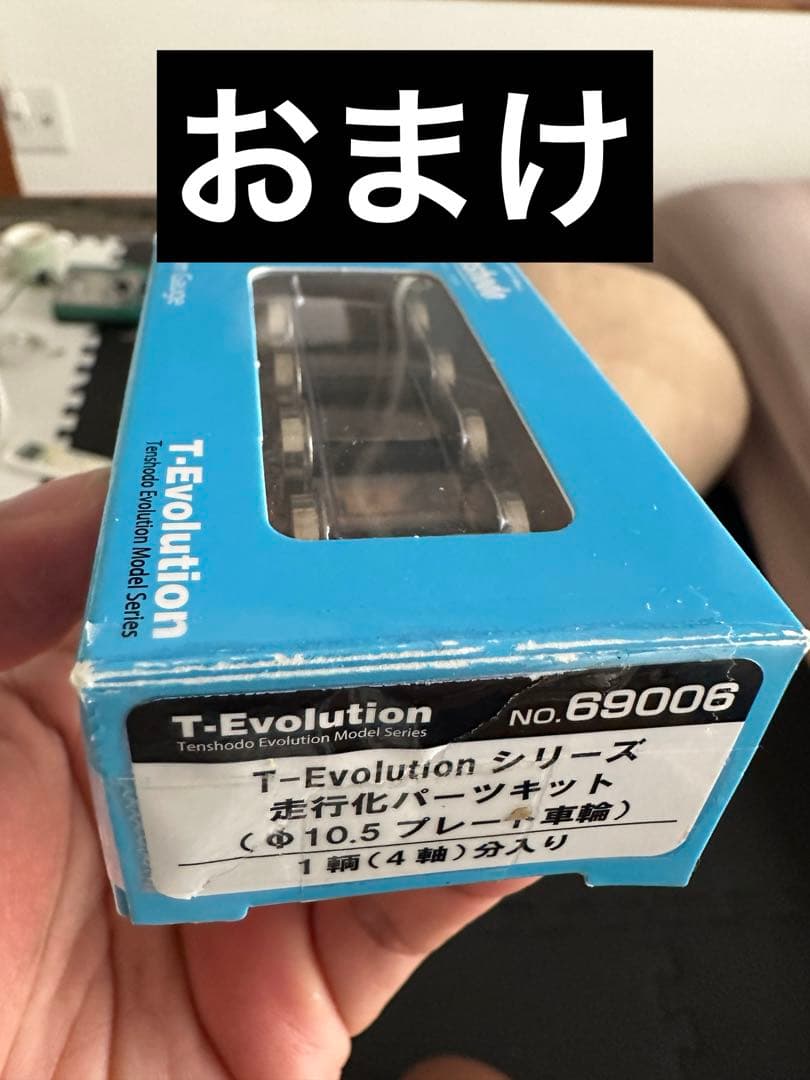 おまけ
T-Evolution
Tenshodo Evolution Model Series
T-Evolution
Tenshodo Evolution Model Series
NO.69006
T-Evolution シリーズ
走行化パーツキット
(Φ10.5 プレート車輪)
1 輌(4 軸)分入り